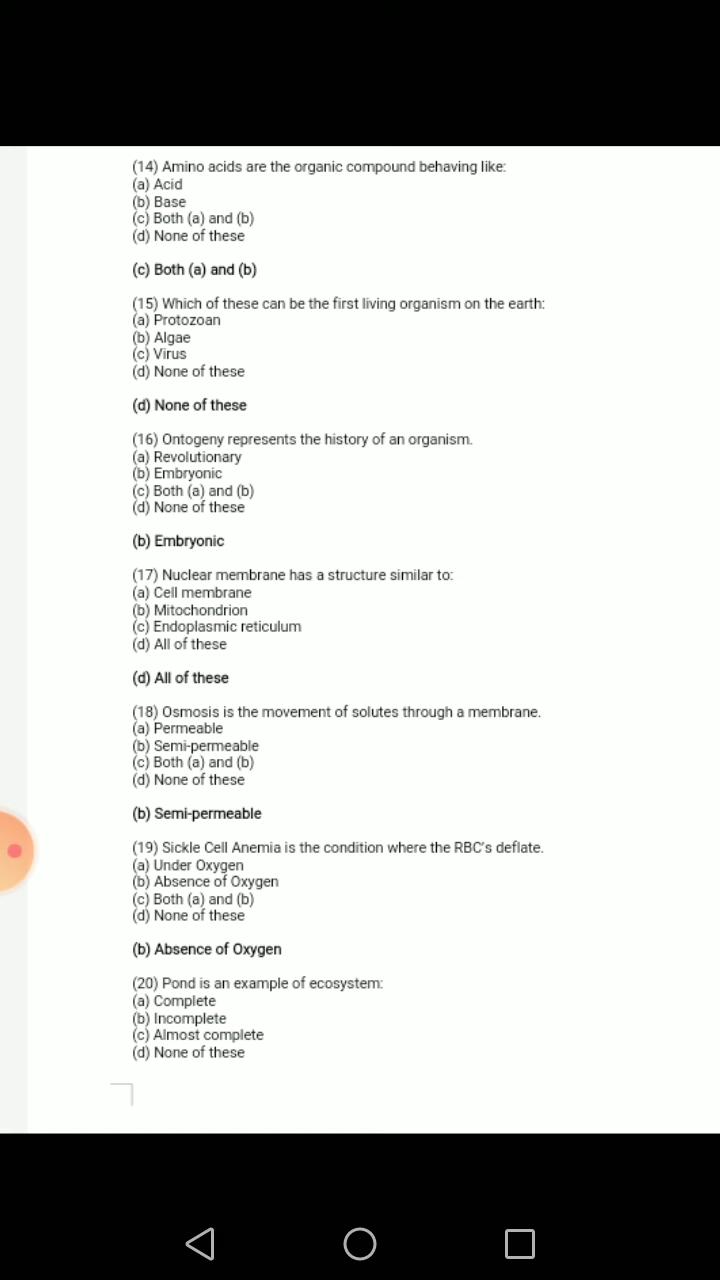 (14) Amino acids are the organic compound behaving like:
(a) Acid
(b) Base
(c) Both (a) and (b)
(d) None of these
(c) Both (a) and (b)
(15) Which of these can be the first living organism on the earth:
(a) Protozoan
(b) Algae
(c) Virus
(d) None of these
(d) None of these
(16) Ontogeny represents the history of an organism.
(a) Revolutionary
(b) Embryonic
(c) Both (a) and (b)
(d) None of these
(b) Embryonic
(17) Nuclear membrane has a structure similar to:
(a) Cell membrane
(b) Mitochondrion
(c) Endoplasmic reticulum
(d) All of these
(d) All of these
(18) Osmosis is the movement of solutes through a membrane.
(a) Permeable
(b) Semi-permeable
(c) Both (a) and (b)
(d) None of these
(b) Semi-permeable
(19) Sickle Cell Anemia is the condition where the RBC's deflate.
(a) Under Oxygen
(b) Absence of Oxygen
(c) Both (a) and (b)
(d) None of these
(b) Absence of Oxygen
(20) Pond is an example of ecosystem:
(a) Complete
(b) Incomplete
(c) Almost complete
(d) None of these